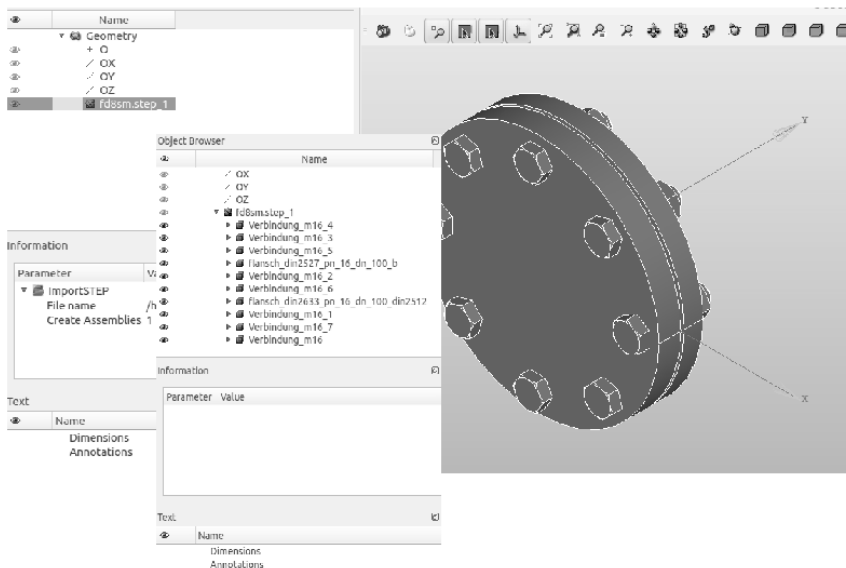 Name
Geometry
O
OX
OY
OZ
fd8sm.step_1
Information
Parameter
ImportSTEP
File name /h
Create Assemblies 1
Text
Name
Dimensions
Annotations
Object Browser
Name
OX
OY
OZ
fd8sm.step_1
Verbindung_m16_4
Verbindung_m16_3
Verbindung_m16_5
flansch_din2527_pn_16_dn_100_b
Verbindung_m16_2
Verbindung_m16_6
flansch_din2633_pn_16_dn_100_din2512
Verbindung_m16_1
Verbindung_m16_7
Verbindung_m16
Information
Parameter Value
Text
Name
Dimensions
Annotations
Y
X